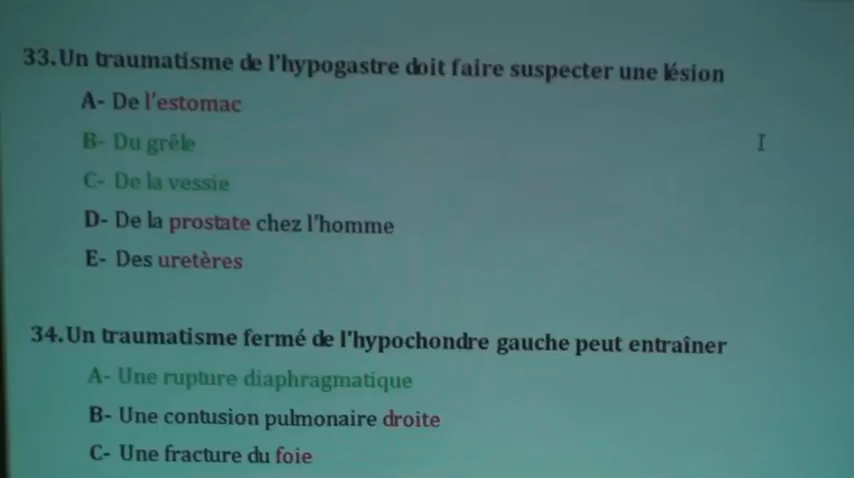 33.Un traumatisme de l'hypogastre doit faire suspecter une lésion
A- De l'estomac
B- Du grêle
C- De la vessie
D- De la prostate chez l'homme
E- Des uretères
34.Un traumatisme fermé de l'hypochondre gauche peut entraîner
A- Une rupture diaphragmatique
B- Une contusion pulmonaire droite
C- Une fracture du foie